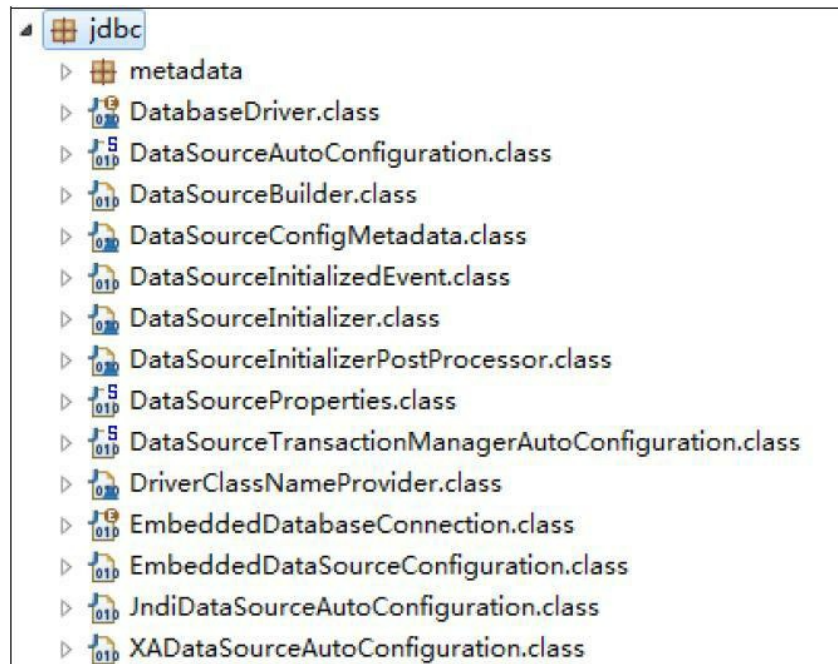 jdbc
metadata
DatabaseDriver.class
DataSourceAutoConfiguration.class
DataSourceBuilder.class
DataSourceConfigMetadata.class
DataSourceInitializedEvent.class
DataSourceInitializer.class
DataSourceInitializerPostProcessor.class
DataSourceProperties.class
DataSourceTransactionManagerAutoConfiguration.class
DriverClassNameProvider.class
EmbeddedDatabaseConnection.class
EmbeddedDataSourceConfiguration.class
JndiDataSourceAutoConfiguration.class
XADataSourceAutoConfiguration.class